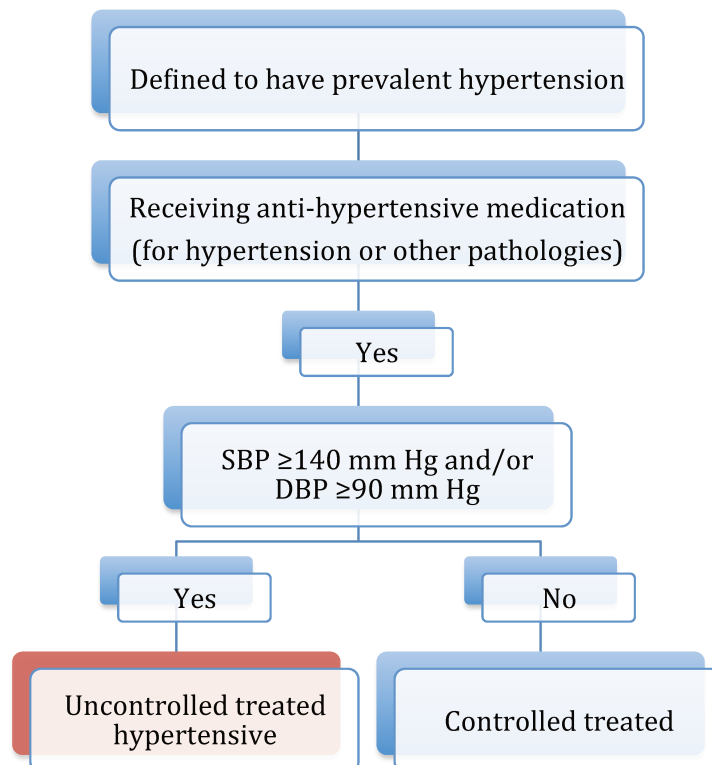 Defined to have prevalent hypertension
Receiving anti-hypertensive medication
(for hypertension or other pathologies)
Yes
SBP ≥140 mm Hg and/or
DBP ≥90 mm Hg
Yes
No
Uncontrolled treated
hypertensive
Controlled treated